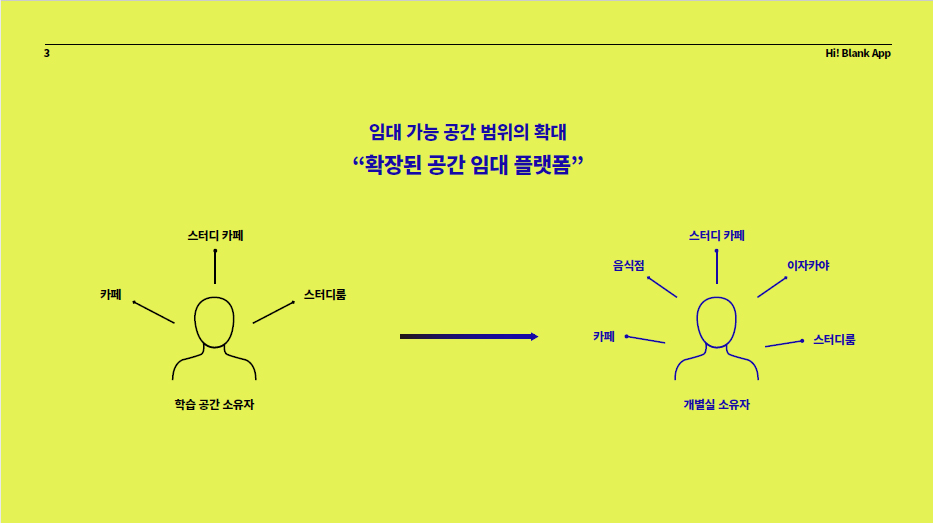 3
Hi! Blank App
임대 가능 공간 범위의 확대
“확장된 공간 임대 플랫폼”
스터디 카페
카페
스터디룸
학습 공간 소유자
스터디 카페
음식점
이자카야
카페
스터디룸
개별실 소유자